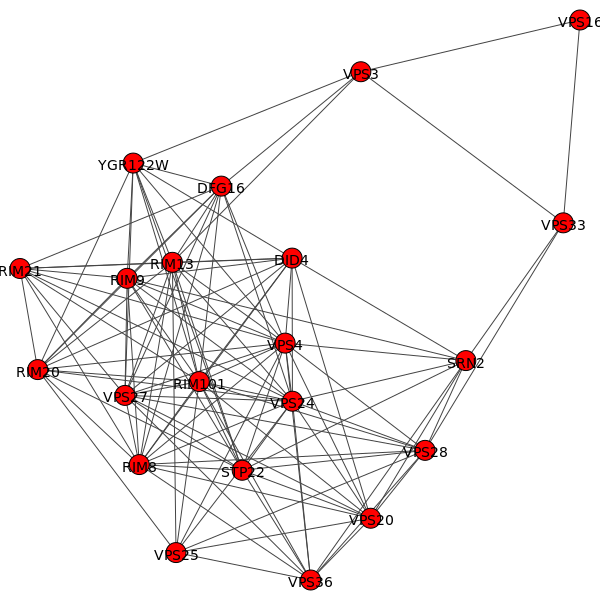 VPS16
VPS3
YGR122W
DFG16
VPS33
RIM21
RIM13
DID4
RIM9
VPS4
SRN2
RIM20
RIM101
VPS27
VPS24
VPS28
RIM8
STP22
VPS20
VPS25
VPS36